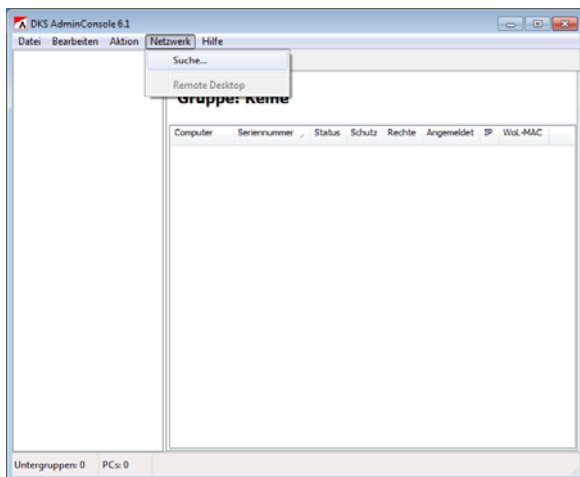 DKS AdminConsole 6.1
Datei Bearbeiten Aktion Netzwerk Hilfe
Suche...
Remote Desktop
Gruppe: Keine
Computer Seriennummer Status Schutz Rechte Angemeldet IP WoL-MAC
Untergruppen: 0 PCs: 0